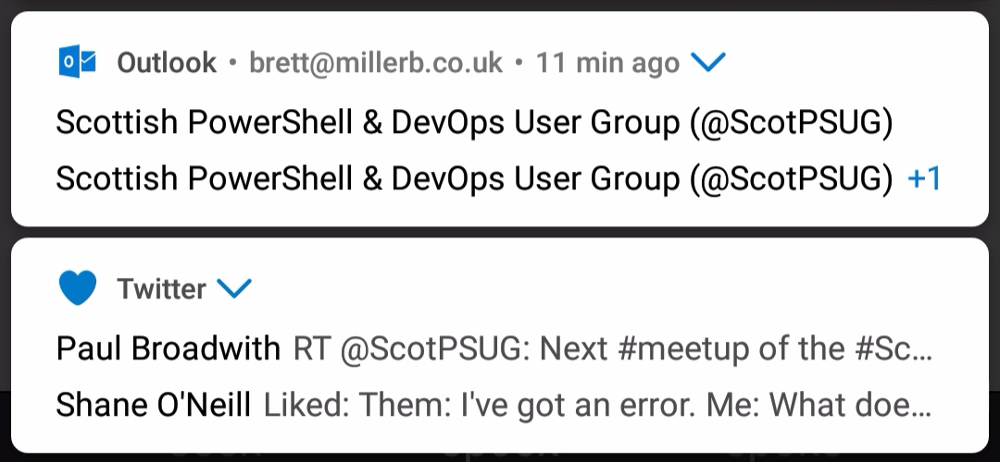 Outlook • brett@millerb.co.uk • 11 min ago
Scottish PowerShell & DevOps User Group (@ScotPSUG)
Scottish PowerShell & DevOps User Group (@ScotPSUG) +1
Twitter
Paul Broadwith RT @ScotPSUG: Next #meetup of the #Sc...
Shane O'Neill Liked: Them: I've got an error. Me: What doe...